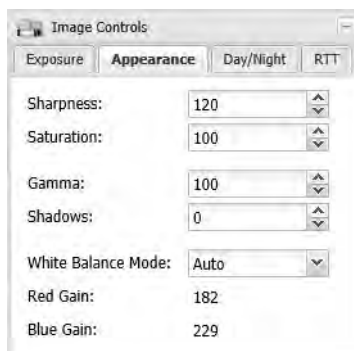 Image Controls
Exposure Appearance Day/Night RTT
Sharpness: 120
Saturation: 100
Gamma: 100
Shadows: 0
White Balance Mode: Auto
Red Gain: 182
Blue Gain: 229